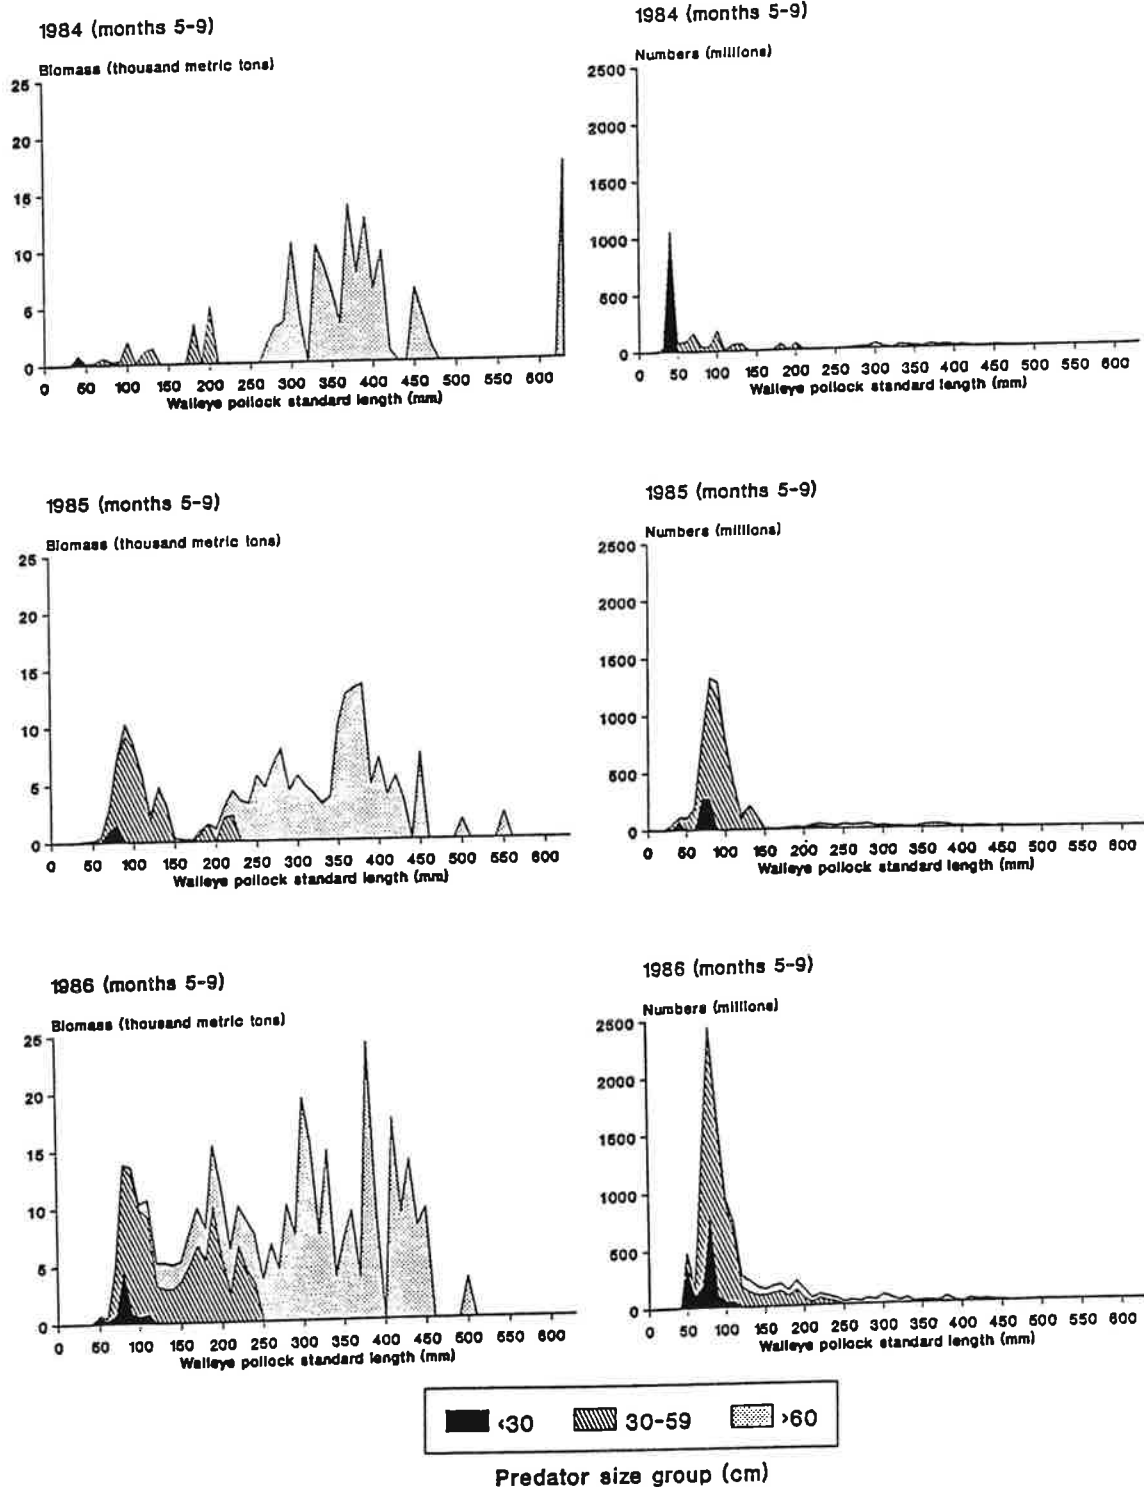 1984 (months 5-9)
Biomass (thousand metric tons)
25
20
15
10
5
0
0 50 100 150 200 250 300 350 400 450 500 550 600
Walleye pollock standard length (mm)
1984 (months 5-9)
Numbers (millions)
2500
2000
1500
1000
500
0
0 50 100 150 200 250 300 350 400 450 500 550 600
Walleye pollock standard length (mm)
1985 (months 5-9)
Biomass (thousand metric tons)
25
20
15
10
5
0
0 50 100 150 200 250 300 350 400 450 500 550 600
Walleye pollock standard length (mm)
1985 (months 5-9)
Numbers (millions)
2500
2000
1500
1000
500
0
0 50 100 150 200 250 300 350 400 450 500 550 600
Walleye pollock standard length (mm)
1986 (months 5-9)
Biomass (thousand metric tons)
25
20
15
10
5
0
0 50 100 150 200 250 300 350 400 450 500 550 600
Walleye pollock standard length (mm)
1986 (months 5-9)
Numbers (millions)
2500
2000
1500
1000
500
0
0 50 100 150 200 250 300 350 400 450 500 550 600
Walleye pollock standard length (mm)
<30 30-59 >60
Predator size group (cm)